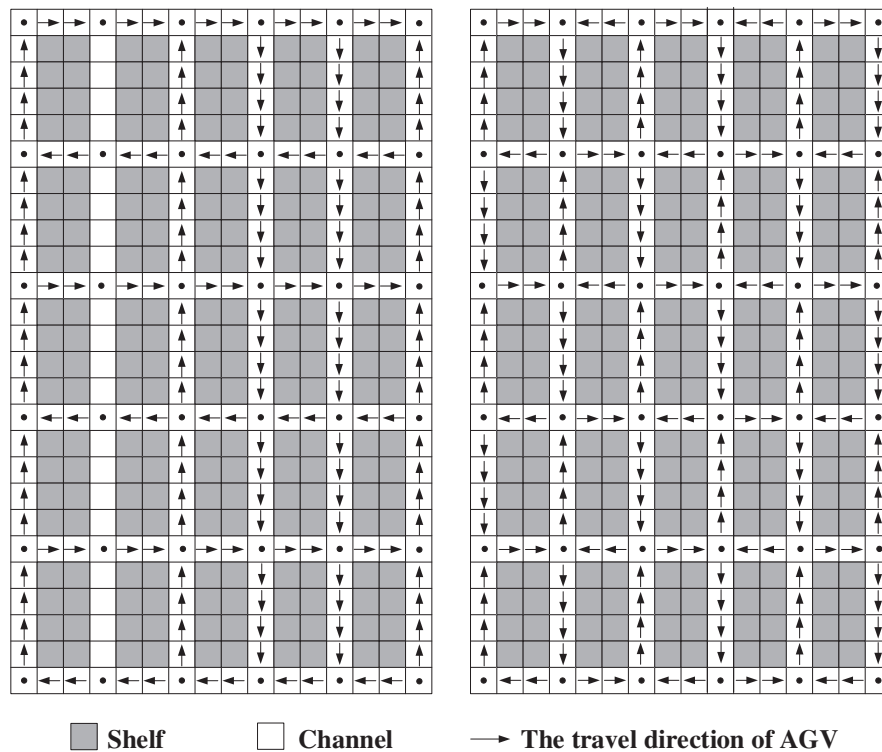 Shelf
Channel
The travel direction of AGV